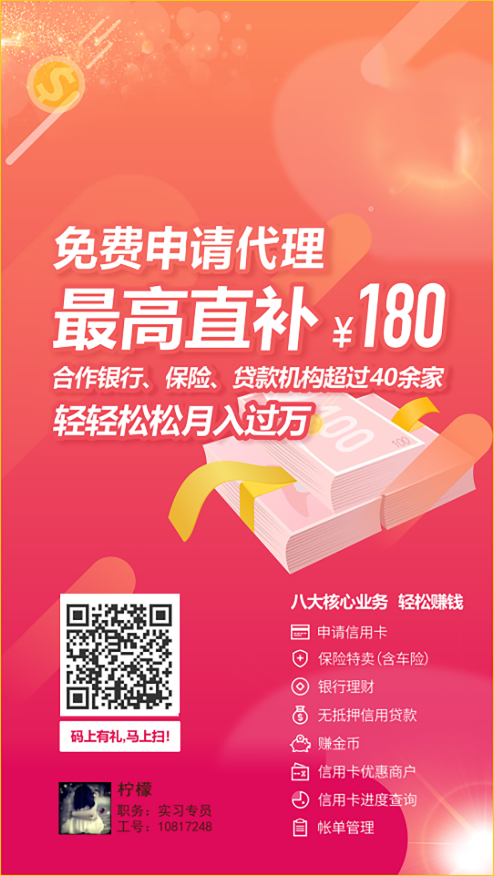 免费申请代理
最高直补 ¥180
合作银行、保险、贷款机构超过40余家
轻轻松松月入过万
100
100
八大核心业务 轻松赚钱
申请信用卡
保险特卖(含车险)
银行理财
无抵押信用贷款
赚金币
信用卡优惠商户
信用卡进度查询
帐单管理
码上有礼,马上扫!
柠檬
职务：实习专员
工号：10817248